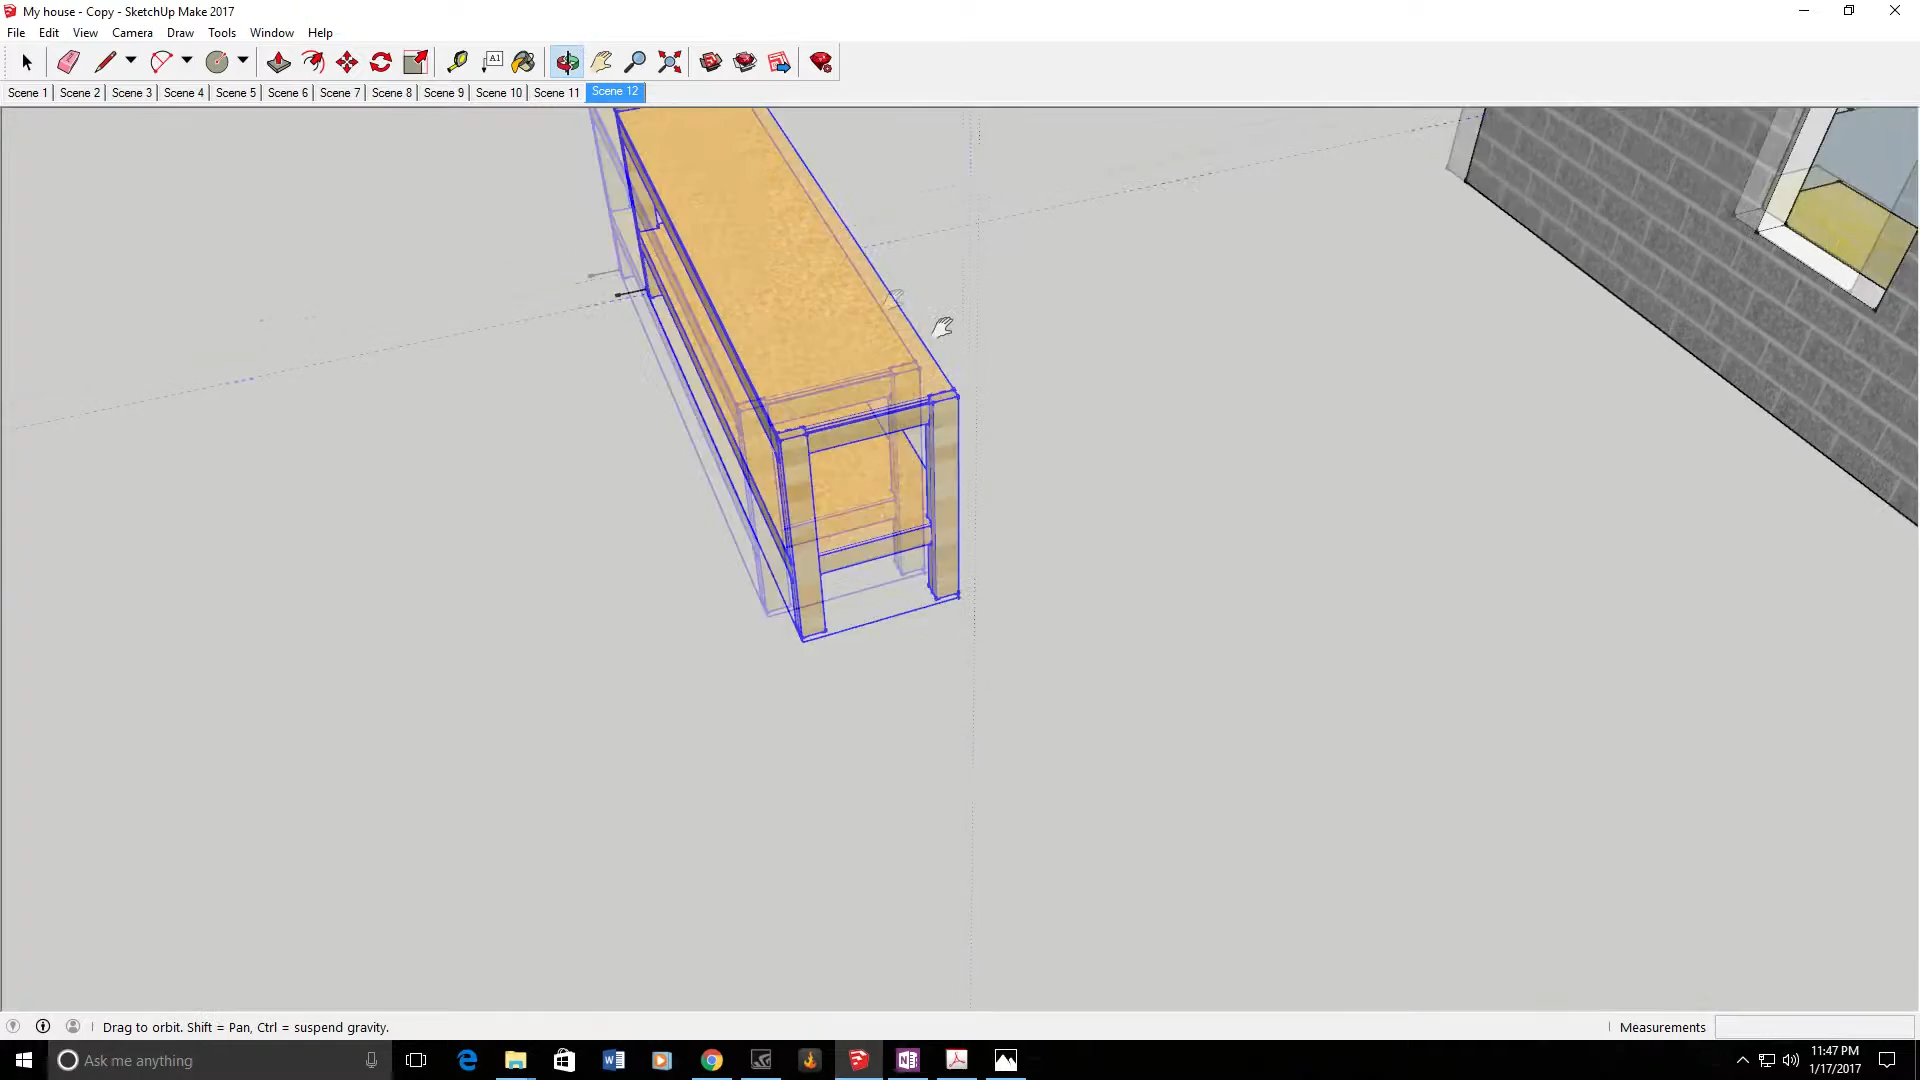 My house - Copy - SketchUp Make 2017
File Edit View Camera Draw Tools Window Help
A1
Scene 1 Scene 2 Scene 3 Scene 4 Scene 5 Scene 6 Scene 7 Scene 8 Scene 9 Scene 10 Scene 11 Scene 12
Drag to orbit. Shift = Pan, Ctrl = suspend gravity.
Measurements
Ask me anything
11:47 PM
1/17/2017